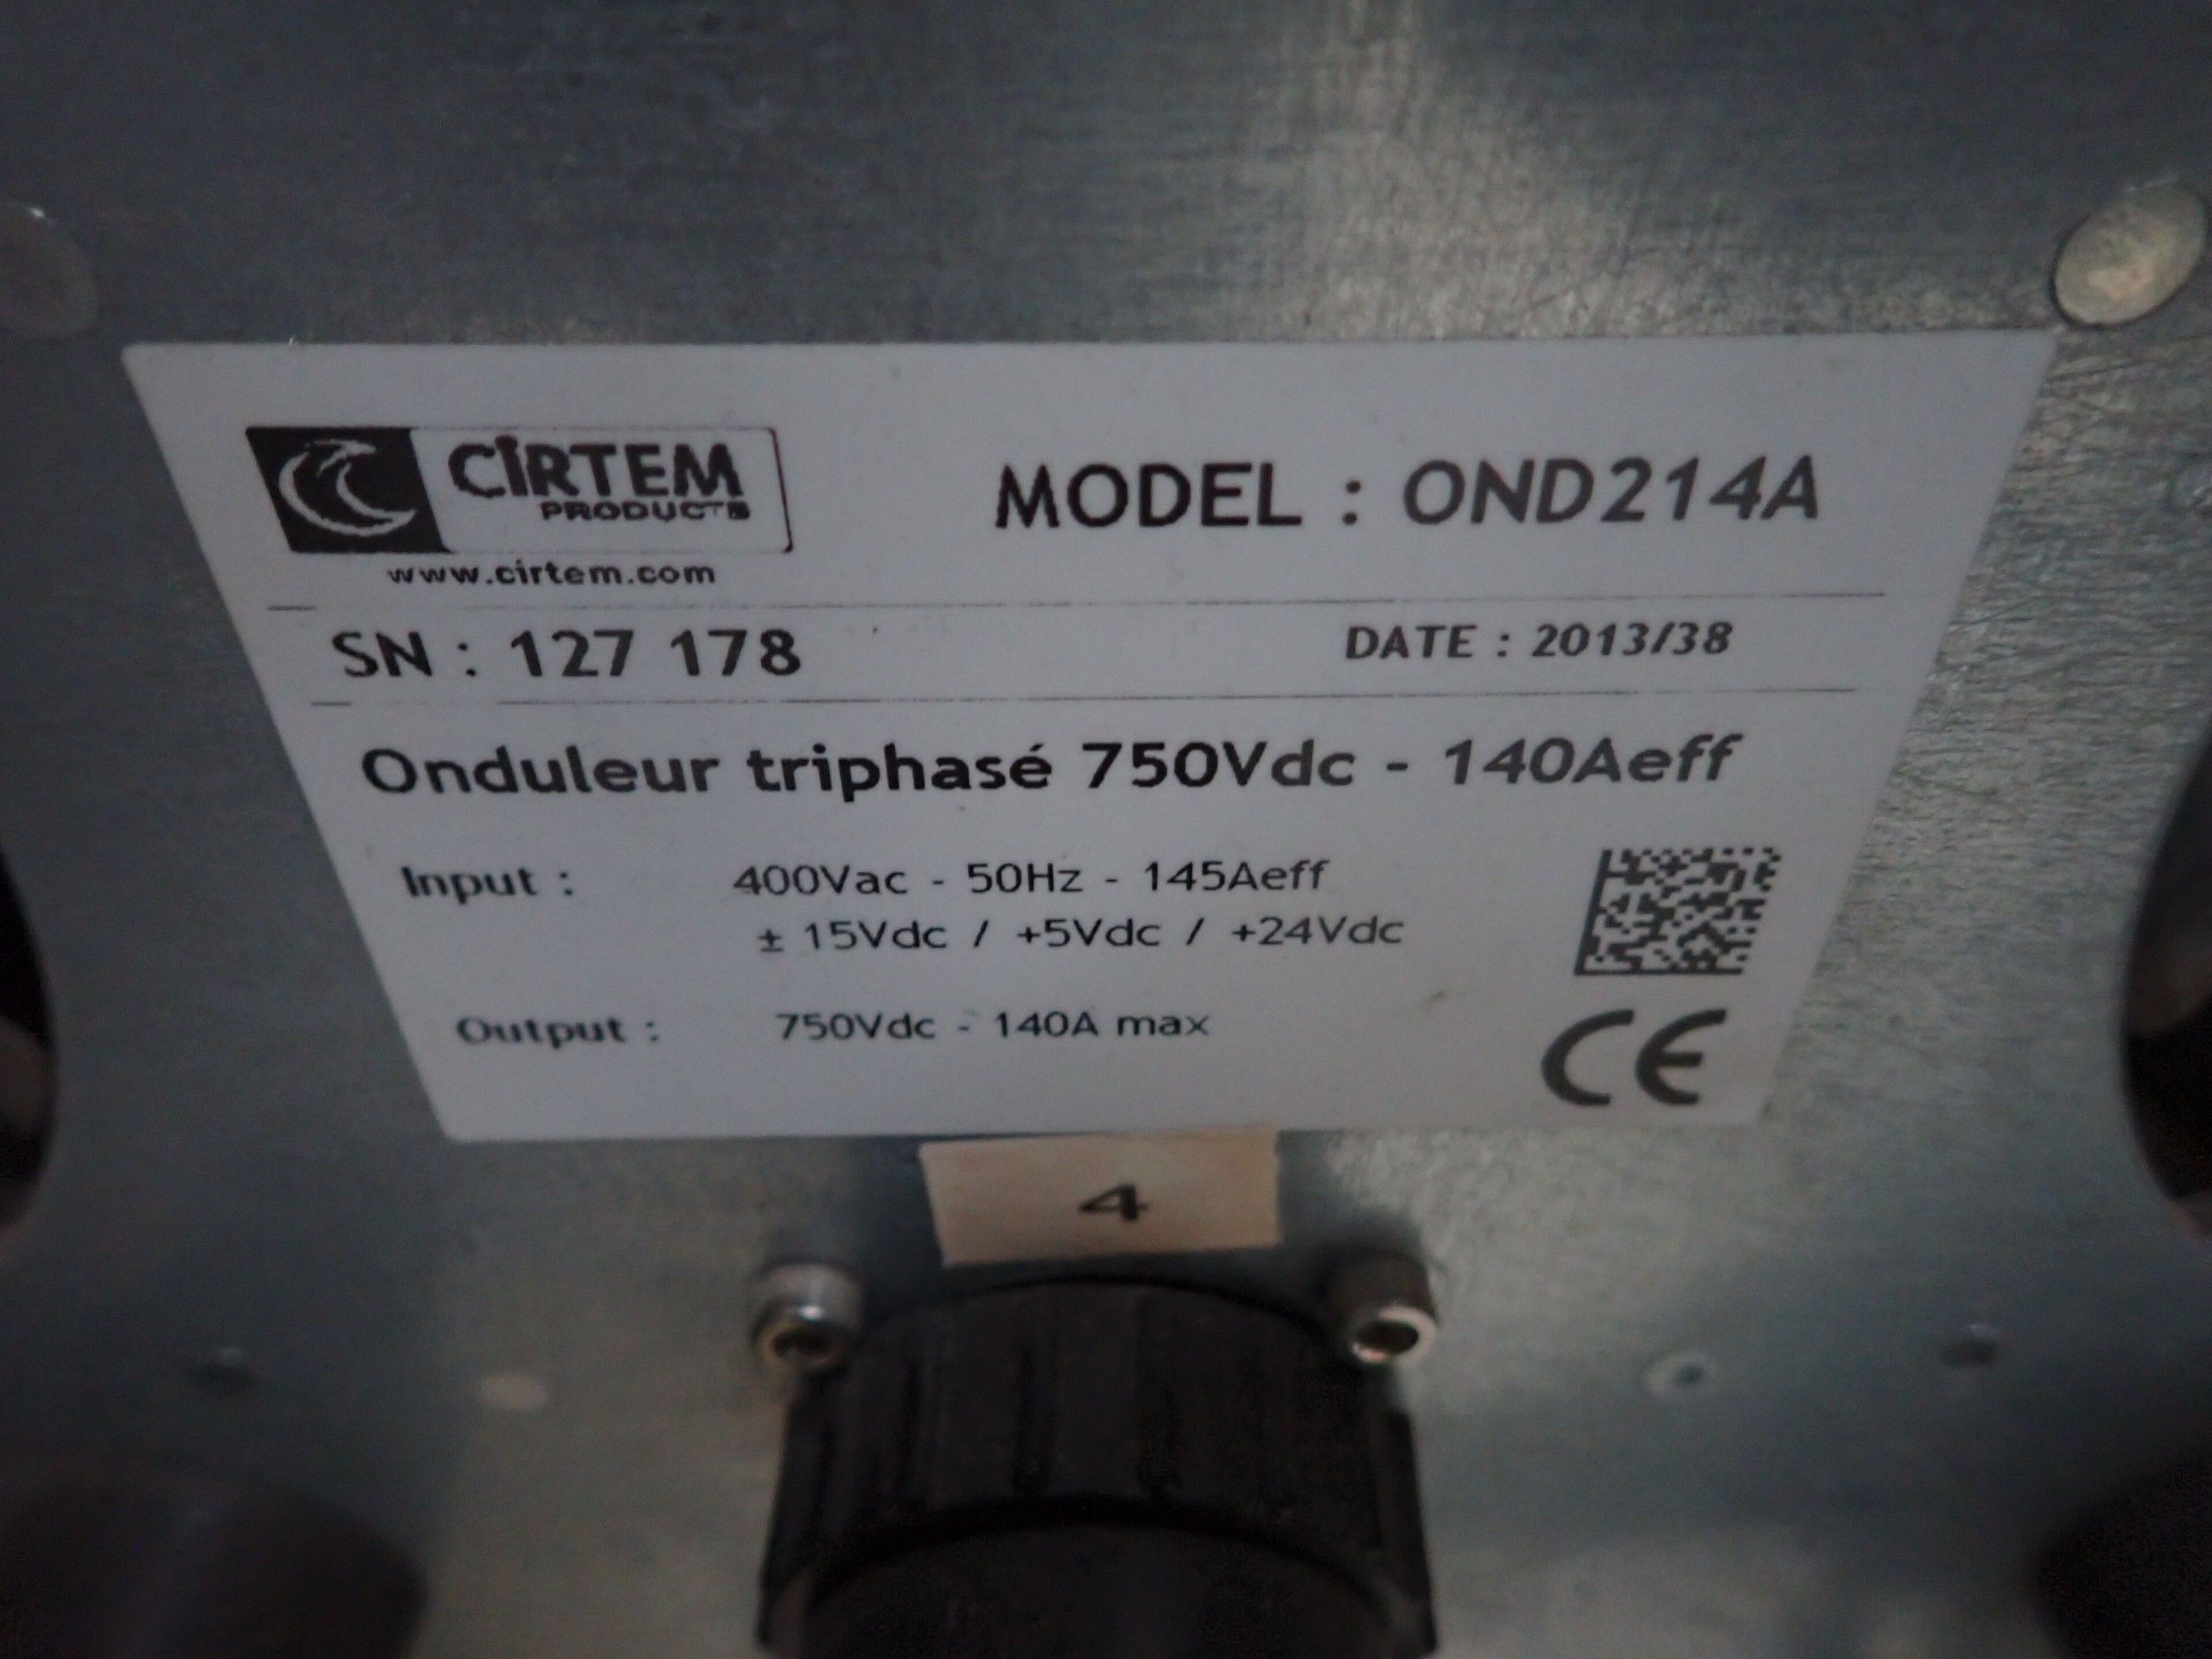 CiRTEM
PRODUCTS
www.cirtem.com
MODEL : OND214A
SN : 127 178
DATE : 2013/38
Onduleur triphasé 750Vdc - 140Aeff
Input : 400Vac - 50Hz - 145Aeff
± 15Vdc / +5Vdc / +24Vdc
Output : 750Vdc - 140A max
CE
4